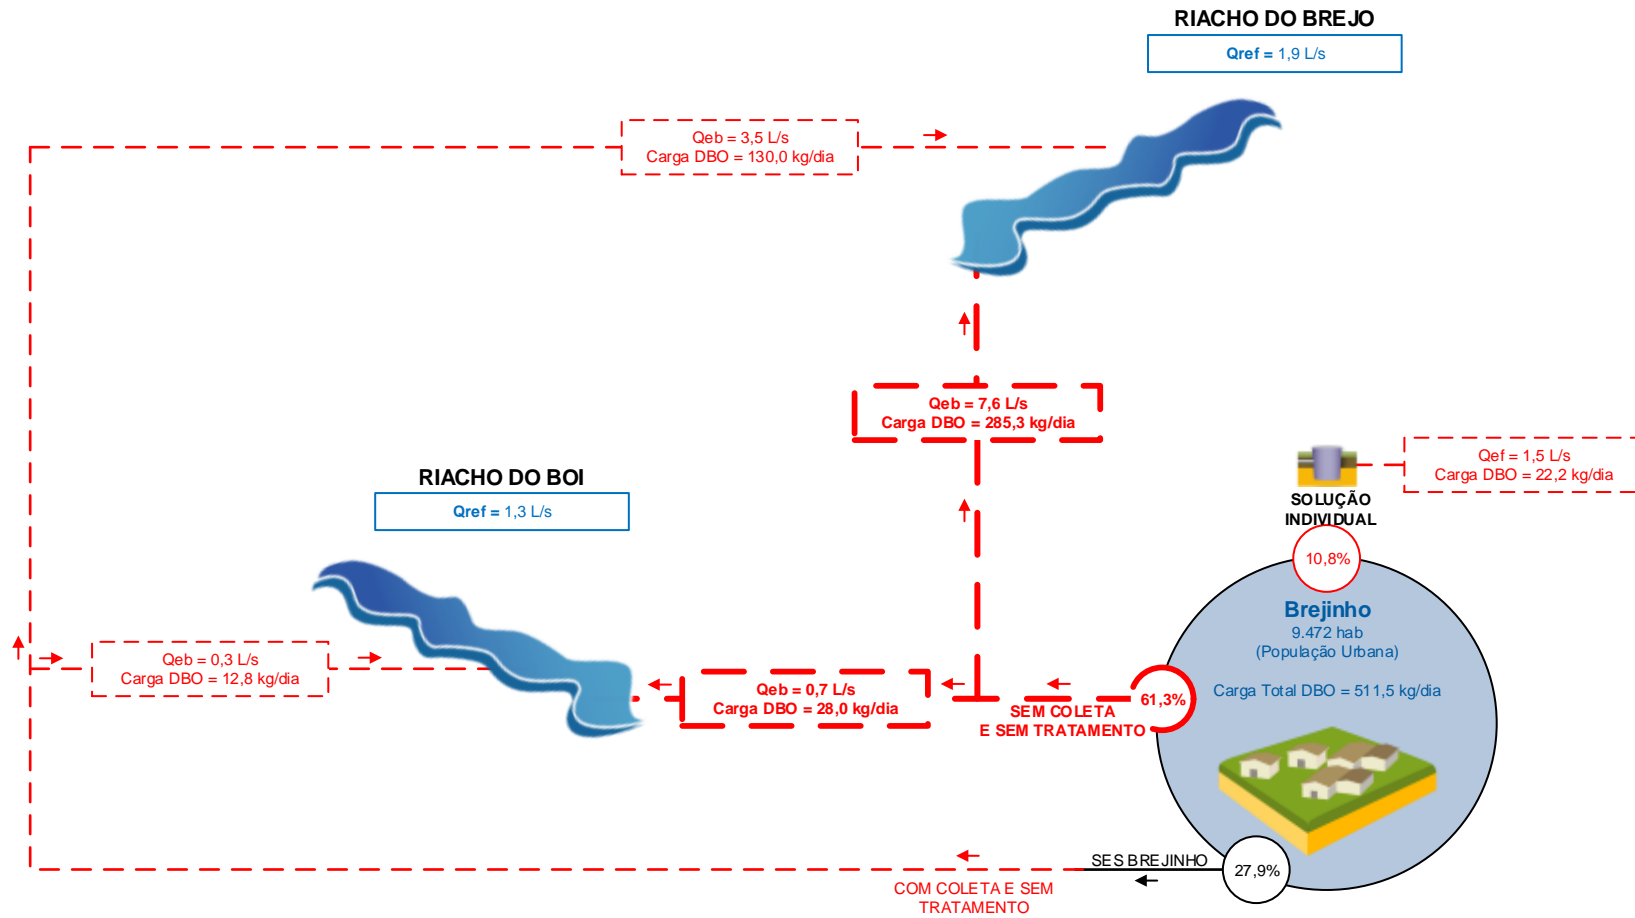 RIACHO DO BREJO
Qref = 1,9 L/s
Qeb = 3,5 L/s
Carga DBO = 130,0 kg/dia
Qeb = 7,6 L/s
Carga DBO = 285,3 kg/dia
RIACHO DO BOI
Qref = 1,3 L/s
Qef = 1,5 L/s
Carga DBO = 22,2 kg/dia
SOLUÇÃO
INDIVIDUAL
10,8%
Brejinho
9.472 hab
(População Urbana)
Carga Total DBO = 511,5 kg/dia
Qeb = 0,3 L/s
Carga DBO = 12,8 kg/dia
Qeb = 0,7 L/s
Carga DBO = 28,0 kg/dia
61,3%
SEM COLETA
E SEM TRATAMENTO
SES BREJINHO
27,9%
COM COLETA E SEM
TRATAMENTO